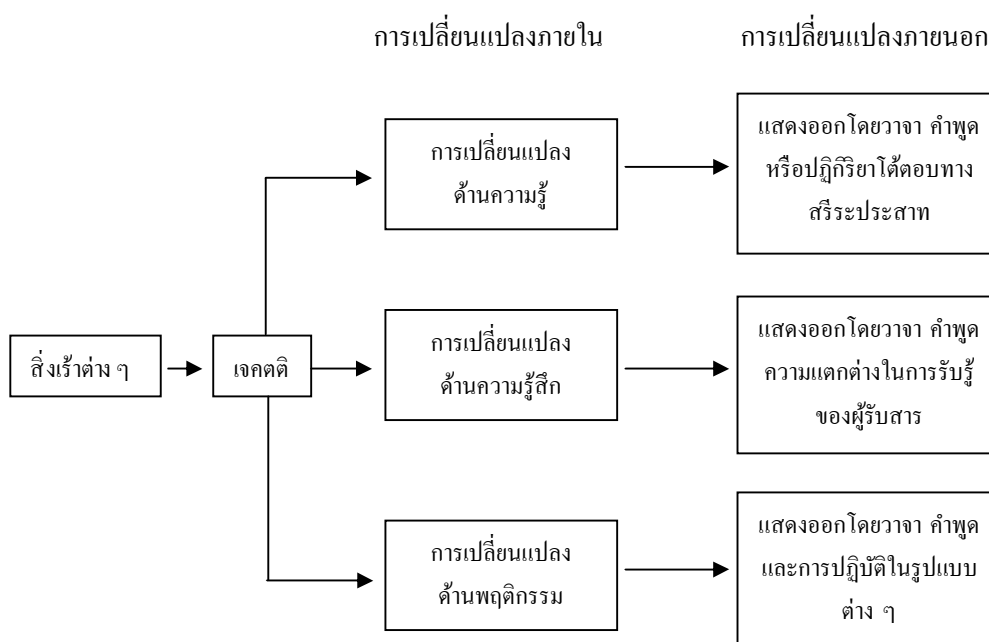 การเปลี่ยนแปลงภายใน
การเปลี่ยนแปลงภายนอก
สิ่งเร้าต่าง ๆ
เจคตติ
การเปลี่ยนแปลง
ด้านความรู้
แสดงออกโดยวาจา คำพูด
หรือปฏิกิริยาโต้ตอบทาง
สรีระประสาท
การเปลี่ยนแปลง
ด้านความรู้สึก
แสดงออกโดยวาจา คำพูด
ความแตกต่างในการรับรู้
ของผู้รับสาร
การเปลี่ยนแปลง
ด้านพฤติกรรม
แสดงออกโดยวาจา คำพูด
และการปฏิบัติในรูปแบบ
ต่าง ๆ